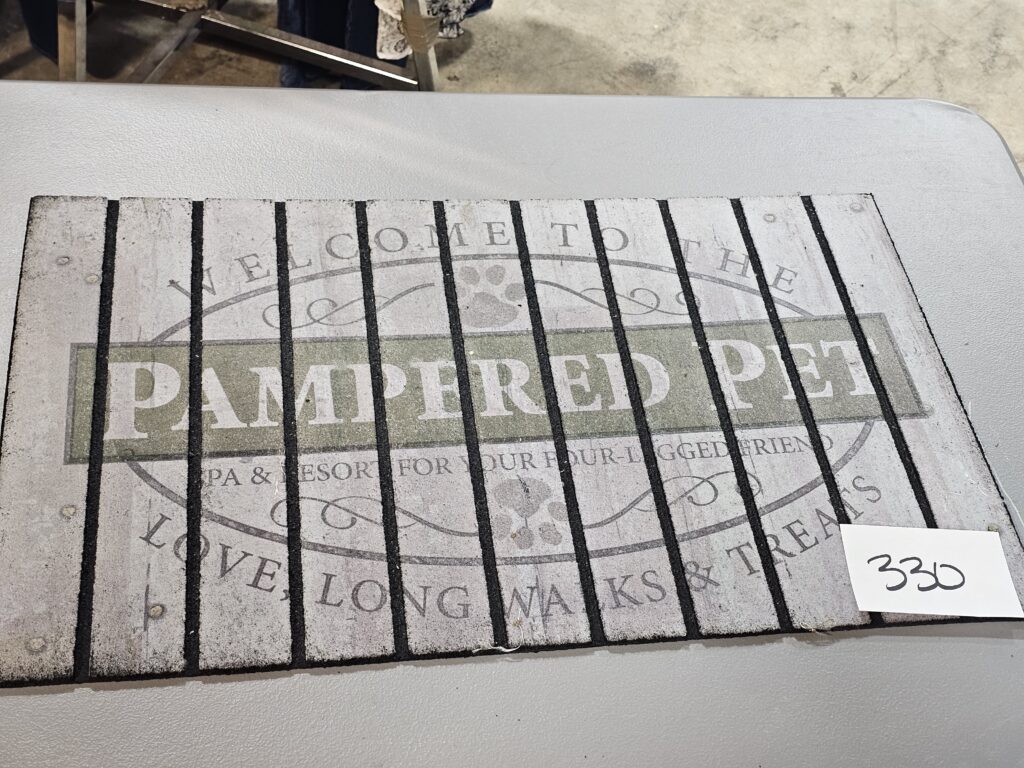 WELCOME TO THE
PAMPERED PET
SPA & RESORT FOR YOUR FOUR-LEGGED FRIEND
LOVE, LONG WALKS & TREATS
330